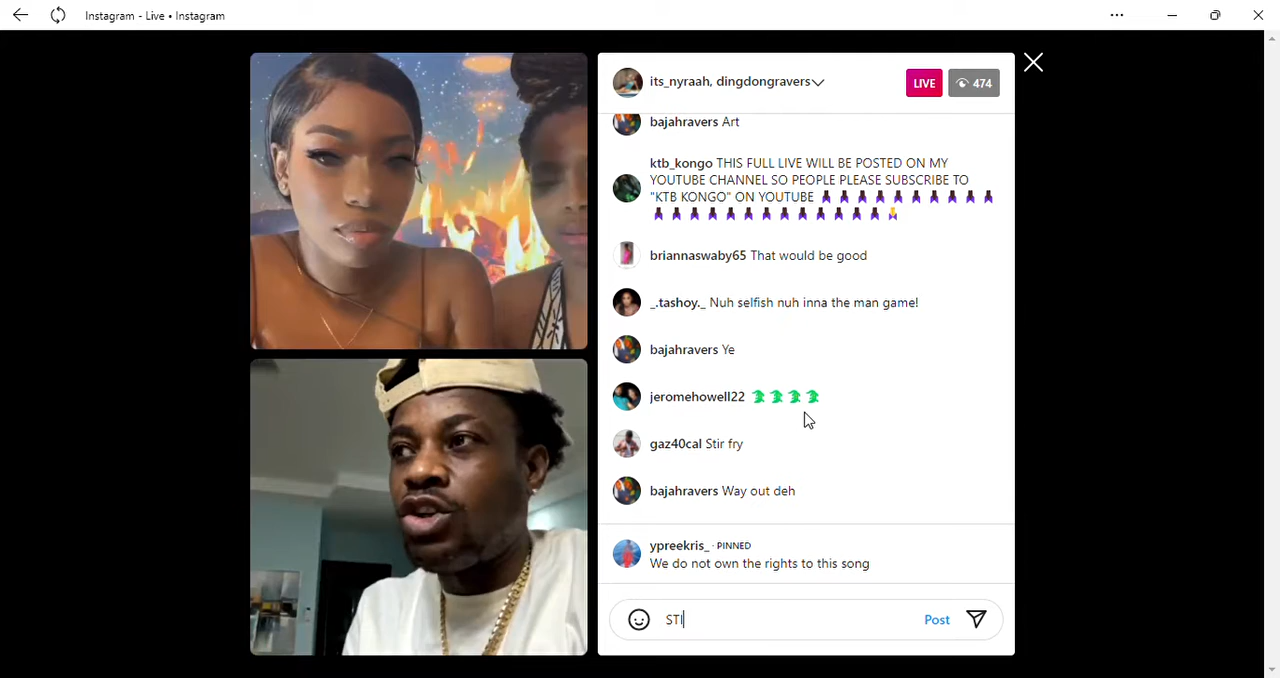 Instagram - Live • Instagram
its_nyraah, dingdongravers
LIVE
474
bajahravers Art
ktb_kongo THIS FULL LIVE WILL BE POSTED ON MY
YOUTUBE CHANNEL SO PEOPLE PLEASE SUBSCRIBE TO
"KTB KONGO" ON YOUTUBE
briannaswaby65 That would be good
_.tashoy._ Nuh selfish nuh inna the man game!
bajahravers Ye
jeromehowell22
gaz40cal Stir fry
bajahravers Way out deh
ypreekris_ · PINNED
We do not own the rights to this song
STI
Post